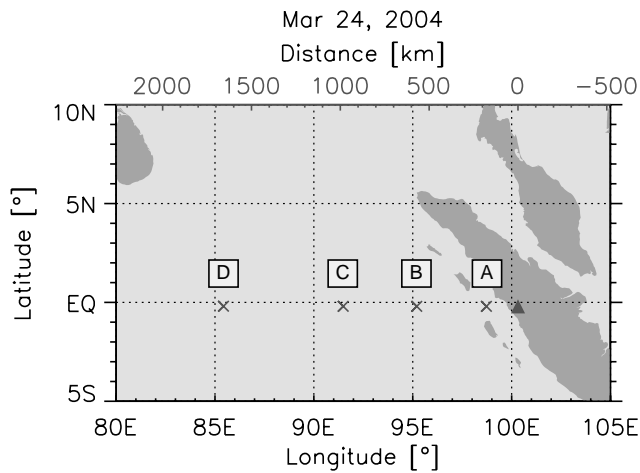 Mar 24, 2004
Distance [km]
2000 1500 1000 500 0 −500
10N
5N
EQ
5S
Latitude [°]
D C B A
80E 85E 90E 95E 100E 105E
Longitude [°]